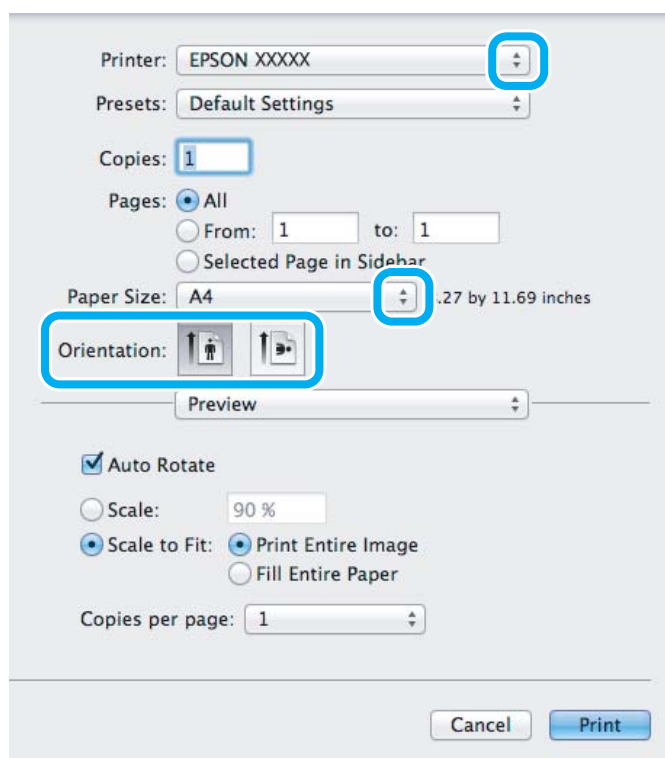 Printer: EPSON XXXXX
Presets: Default Settings
Copies: 1
Pages: All
From: 1 to: 1
Selected Page in Sidebar
Paper Size: A4 .27 by 11.69 inches
Orientation:
Preview
Auto Rotate
Scale: 90 %
Scale to Fit: Print Entire Image
Fill Entire Paper
Copies per page: 1
Cancel Print